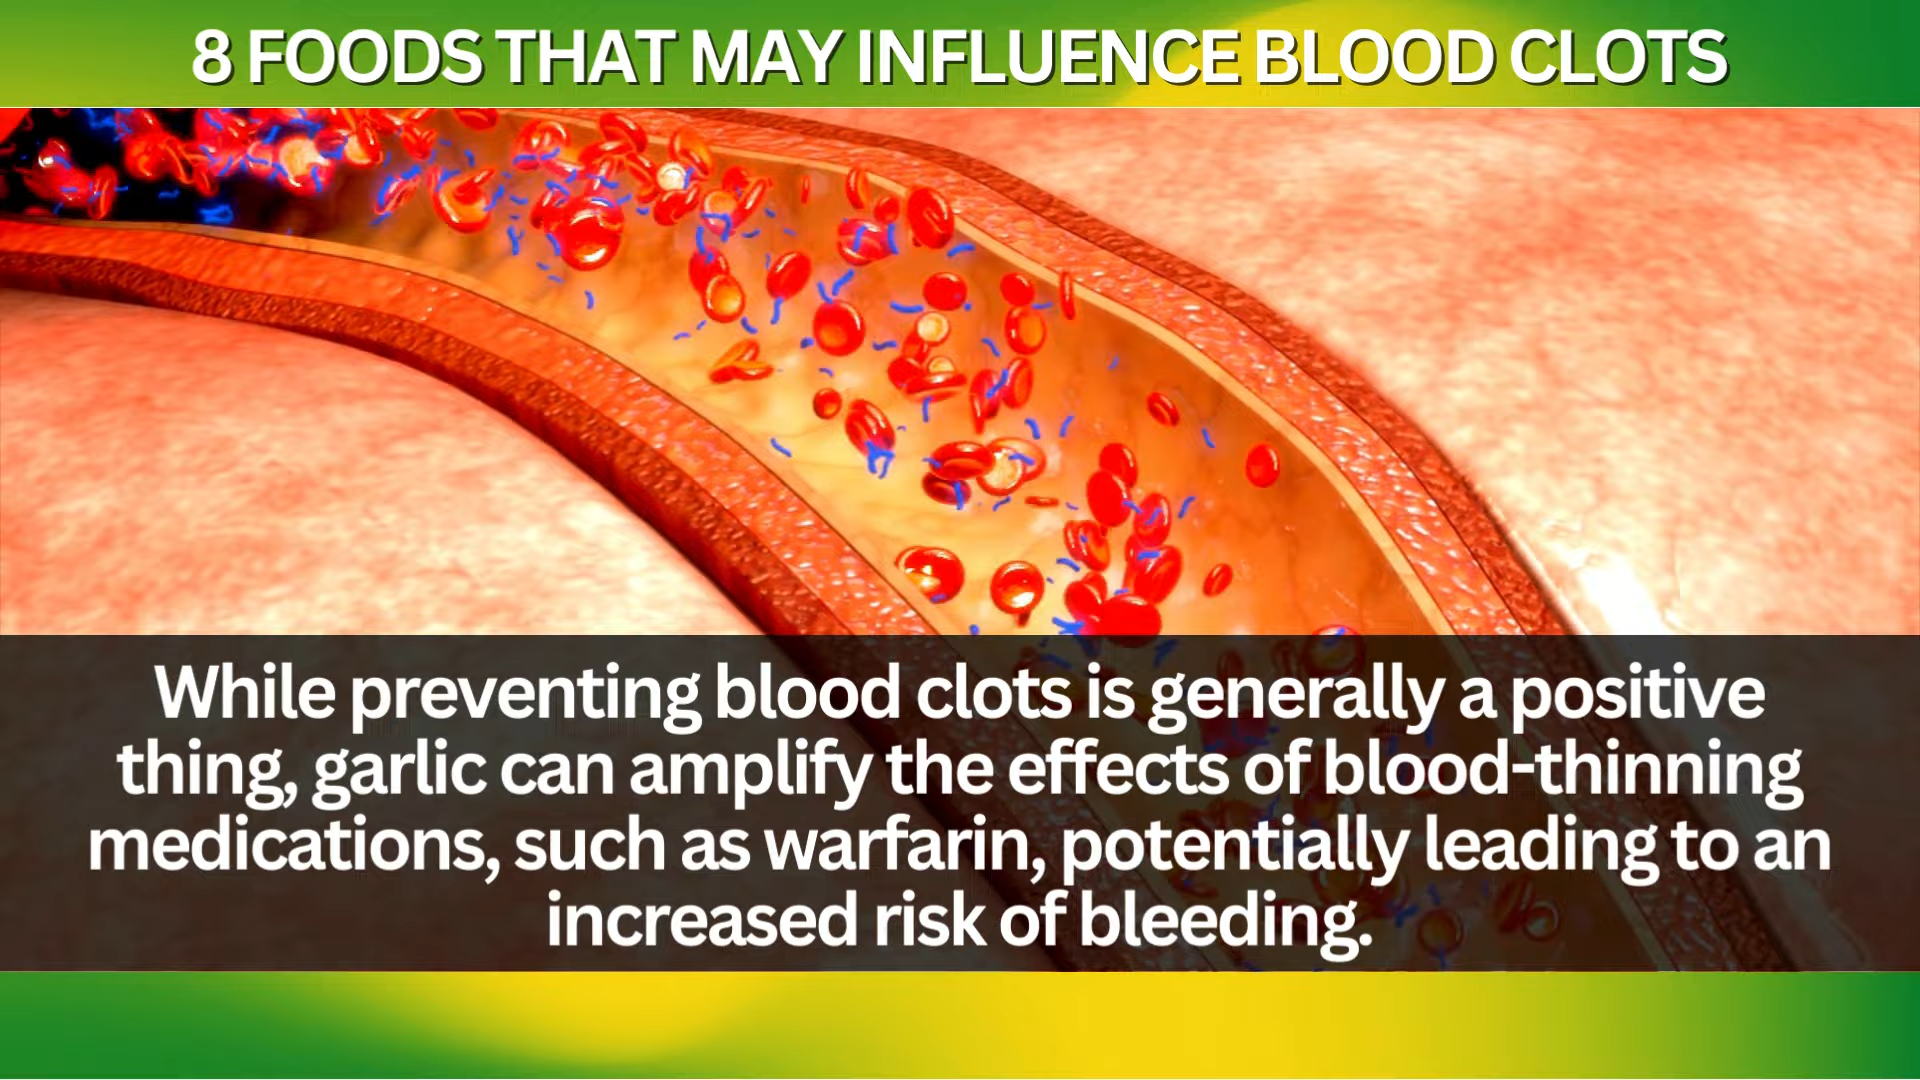 8 FOODS THAT MAY INFLUENCE BLOOD CLOTS
While preventing blood clots is generally a positive
thing, garlic can amplify the effects of blood-thinning
medications, such as warfarin, potentially leading to an
increased risk of bleeding.